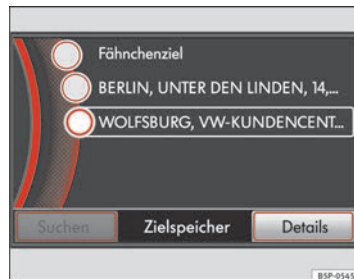 Fähnchenziel
BERLIN, UNTER DEN LINDEN, 14,...
WOLFSBURG, VW-KUNDENCENT...
Suchen Zielspeicher Details
B5P-0545